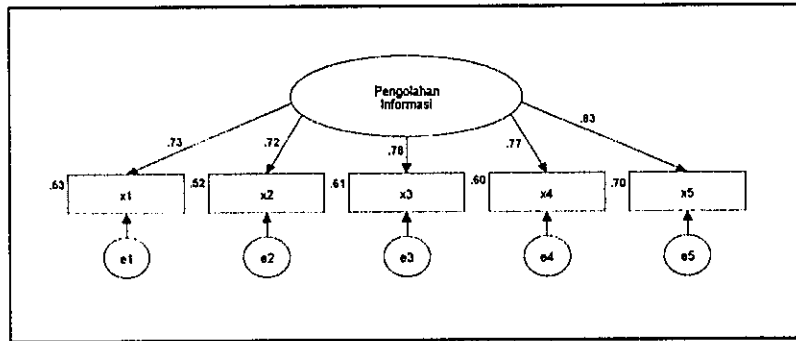 Pengolahan
Informasi
.73
.72
.78
.77
.83
.53
x1
.52
x2
.61
x3
.60
x4
.70
x5
e1
e2
e3
e4
e5